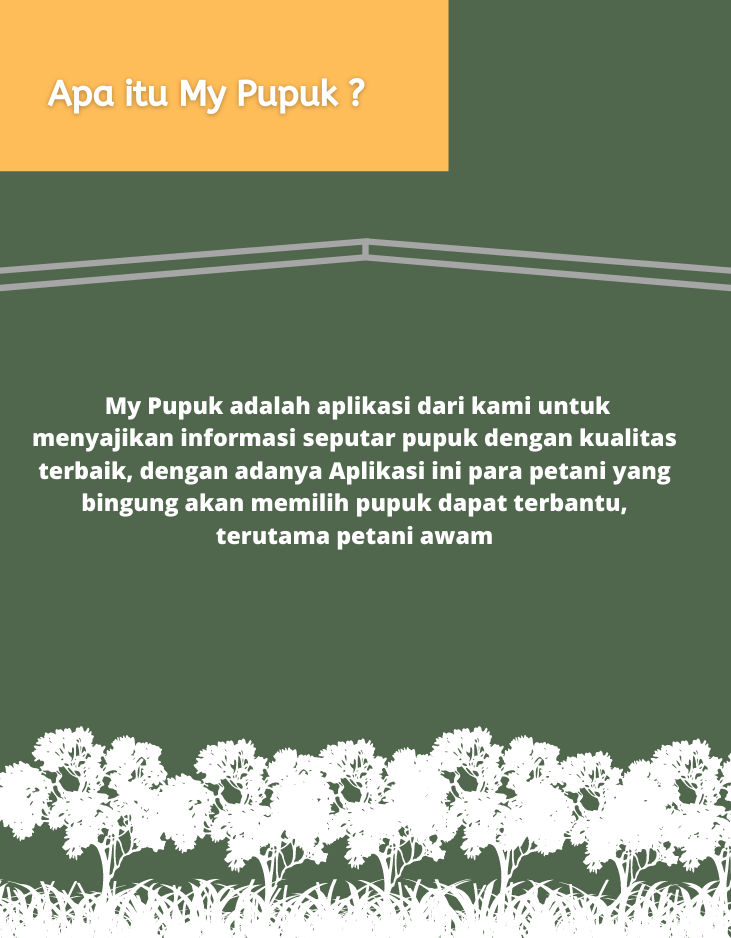 Apa itu My Pupuk ?
My Pupuk adalah aplikasi dari kami untuk
menyajikan informasi seputar pupuk dengan kualitas
terbaik, dengan adanya Aplikasi ini para petani yang
bingung akan memilih pupuk dapat terbantu,
terutama petani awam